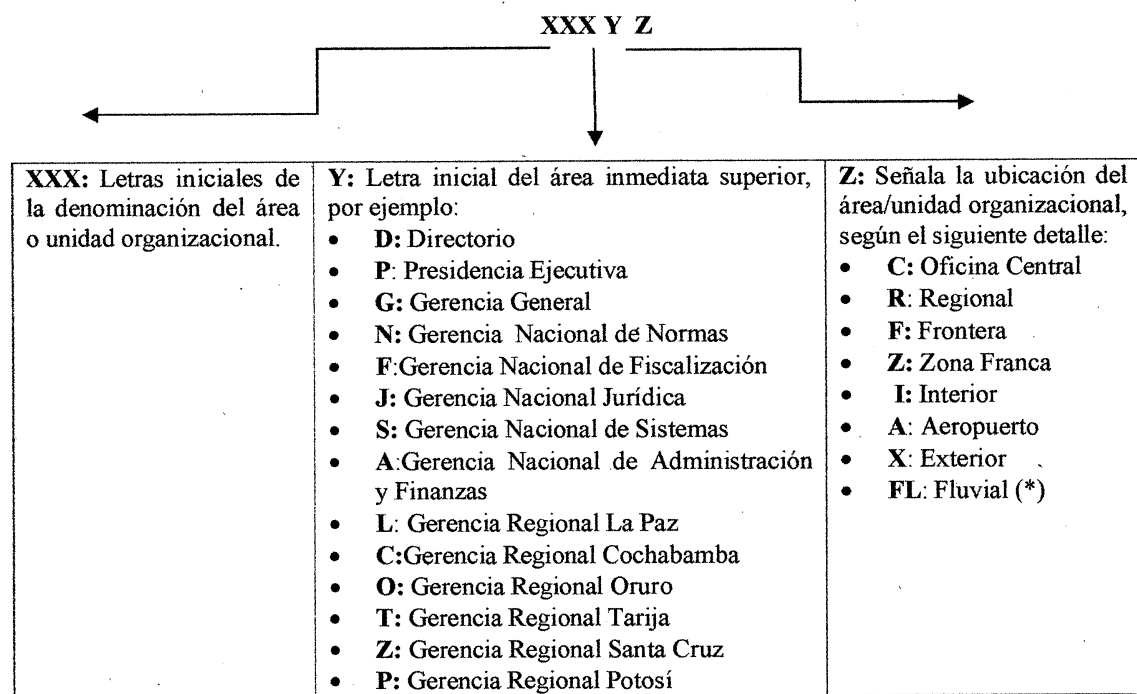 XXX Y Z
XXX: Letras iniciales de
la denominación del área
o unidad organizacional.
Y: Letra inicial del área inmediata superior,
por ejemplo:
• D: Directorio
• P: Presidencia Ejecutiva
• G: Gerencia General
• N: Gerencia Nacional de Normas
• F:Gerencia Nacional de Fiscalización
• J: Gerencia Nacional Jurídica
• S: Gerencia Nacional de Sistemas
• A:Gerencia Nacional de Administración
y Finanzas
• L: Gerencia Regional La Paz
• C:Gerencia Regional Cochabamba
• O: Gerencia Regional Oruro
• T: Gerencia Regional Tarija
• Z: Gerencia Regional Santa Cruz
• P: Gerencia Regional Potosí
Z: Señala la ubicación del
área/unidad organizacional,
según el siguiente detalle:
• C: Oficina Central
• R: Regional
• F: Frontera
• Z: Zona Franca
• I: Interior
• A: Aeropuerto
• X: Exterior
• FL: Fluvial (*)